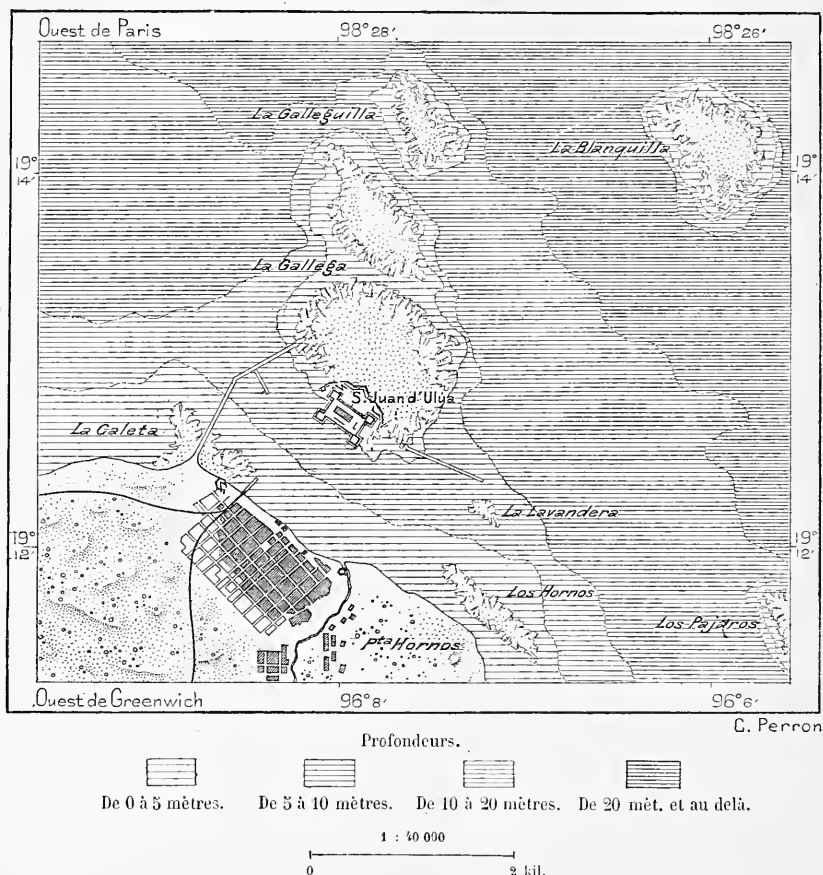 Ouest de Paris 98°28′ 98°26′
La Galleguilla
La Blanquilla
19° 14′ 19° 14′
La Gallega
S. Juan d'Ulua
La Caleta
La Lavandera
19° 12′ 19° 12′
Los Hornos
Los Pajaros
Pta Hornos
Ouest de Greenwich 96°8′ 96°6′
C. Perron
Profondeurs.
De 0 à 5 mètres. De 5 à 10 mètres. De 10 à 20 mètres. De 20 mèt. et au delà.
1 : 40 000
0 2 kil.